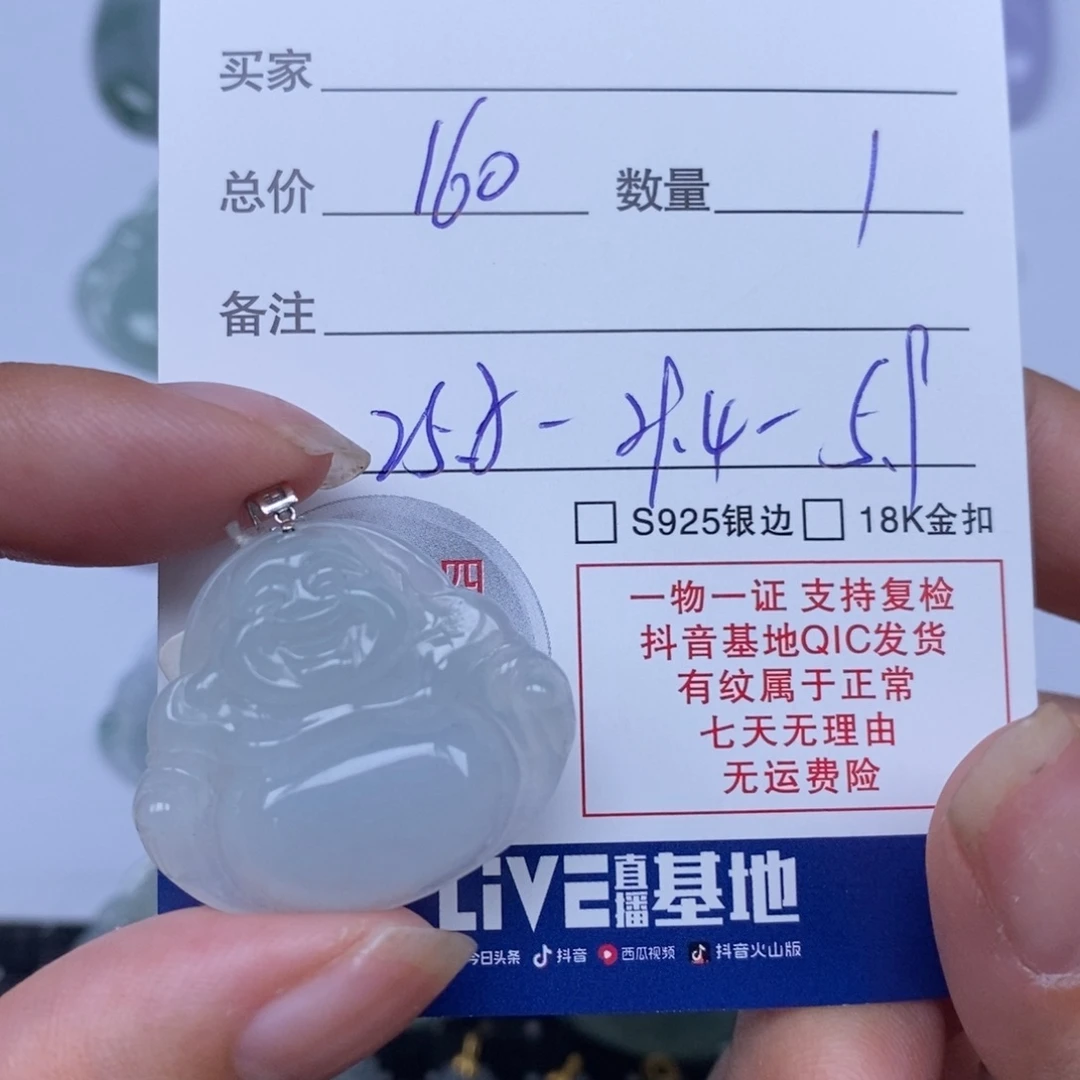 买家
总价 160 数量 1
备注
25.8 - 29.4 - 5.9
四
S925银边 18K金扣
一物一证 支持复检
抖音基地QIC发货
有纹属于正常
七天无理由
无运费险
LiVE直播基地
今日头条 抖音 西瓜视频 抖音火山版